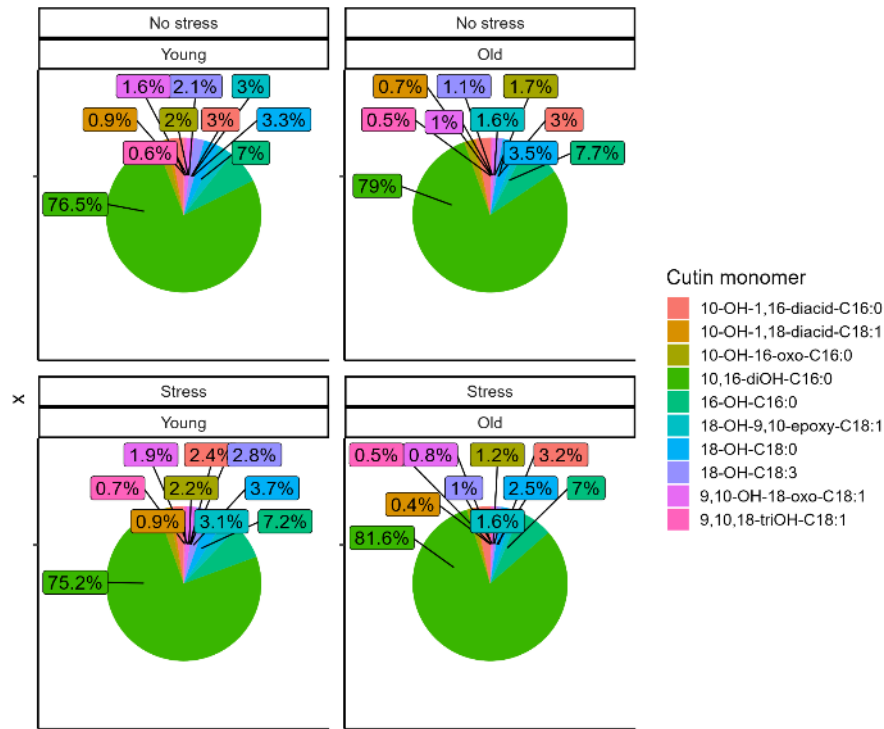 No stress
No stress
Young
Old
1.6%
2.1%
3%
0.9%
2%
3%
3.3%
0.6%
7%
76.5%
0.7%
1.1%
1.7%
0.5%
1%
1.6%
3%
3.5%
7.7%
79%
Stress
Stress
Young
Old
1.9%
2.4%
2.8%
0.7%
2.2%
3.7%
0.9%
3.1%
7.2%
75.2%
0.5%
0.8%
1.2%
3.2%
1%
2.5%
7%
0.4%
1.6%
81.6%
x
Cutin monomer
10-OH-1,16-diacid-C16:0
10-OH-1,18-diacid-C18:1
10-OH-16-oxo-C16:0
10,16-diOH-C16:0
16-OH-C16:0
18-OH-9,10-epoxy-C18:1
18-OH-C18:0
18-OH-C18:3
9,10-OH-18-oxo-C18:1
9,10,18-triOH-C18:1